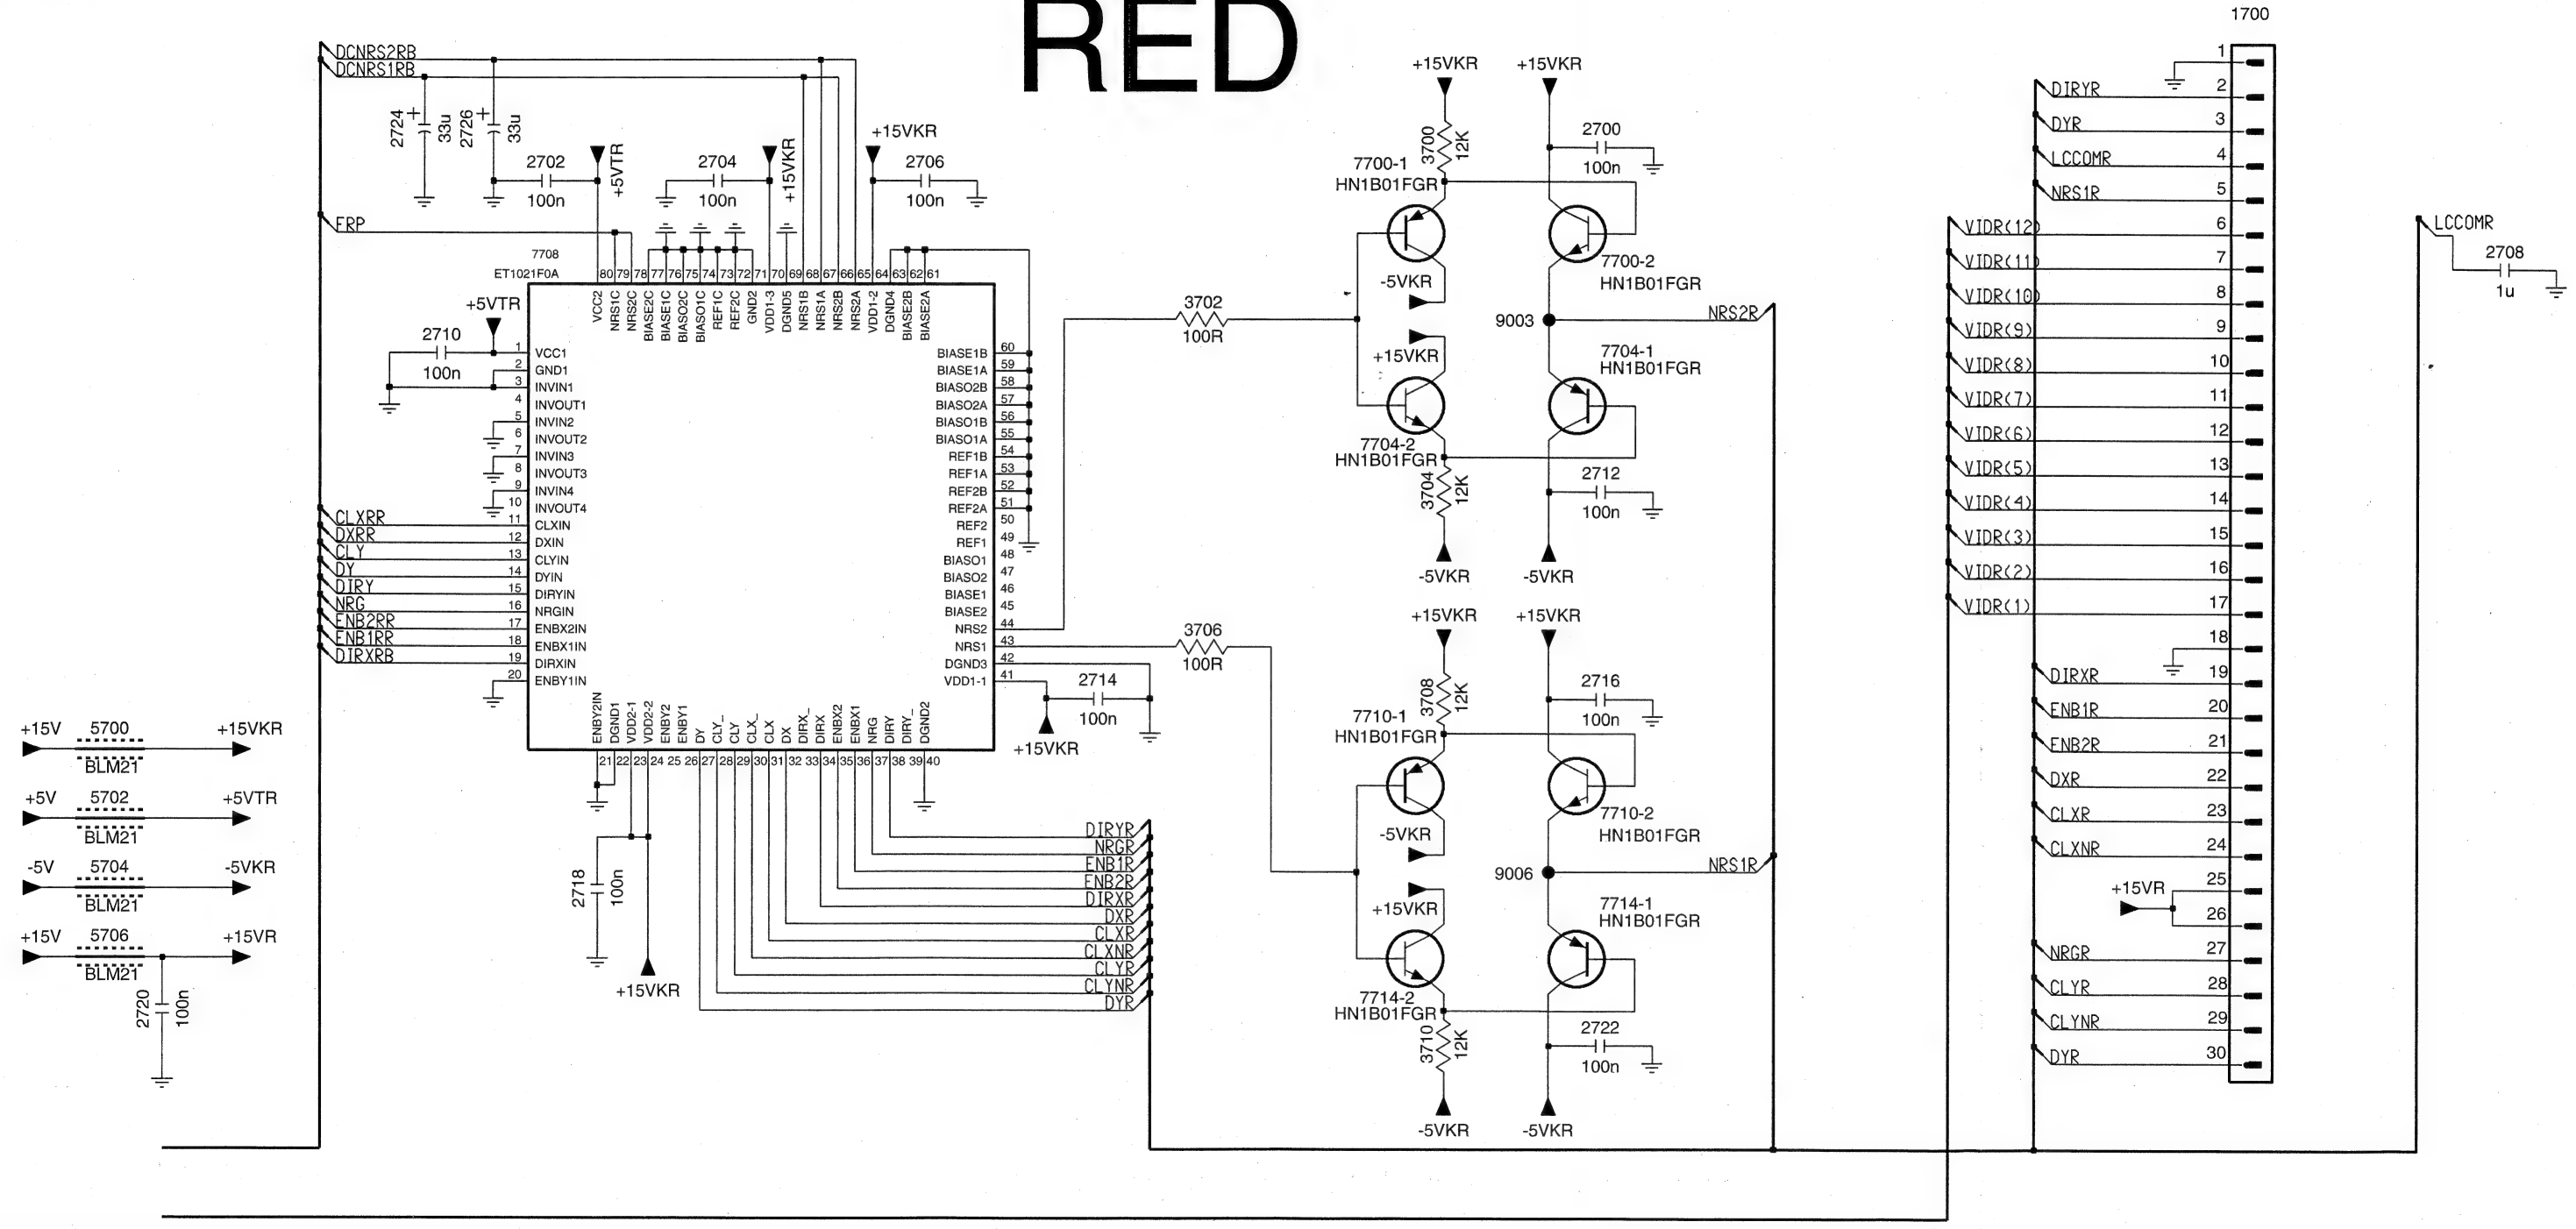 RED
1700
DCNRS2RB
DCNRS1RB
2724
33u
2726
33u
2702
100n
+5VTR
2704
100n
+15VKR
+15VKR
2706
100n
FRP
7708
ET1021F0A
80 79 78 77 76 75 74 73 72 71 70 69 68 67 66 65 64 63 62 61
VCC2
NRS1C
NRS2C
BIASE2C
BIASE1C
BIASO2C
BIASO1C
REF1C
REF2C
GND2
VDD1-3
DGND5
NRS1B
NRS1A
NRS2B
NRS2A
VDD1-2
DGND4
BIASE2B
BIASE2A
+5VTR
2710
100n
1 VCC1
2 GND1
3 INVIN1
4 INVOUT1
5 INVIN2
6 INVOUT2
7 INVIN3
8 INVOUT3
9 INVIN4
10 INVOUT4
CLXRR 11 CLXIN
DXRR 12 DXIN
CLY 13 CLYIN
DY 14 DYIN
DIRY 15 DIRYIN
NRG 16 NRGIN
ENB2RR 17 ENBX2IN
ENB1RR 18 ENBX1IN
DIRXRB 19 DIRXIN
20 ENBY1IN
BIASE1B 60
BIASE1A 59
BIASO2B 58
BIASO2A 57
BIASO1B 56
BIASO1A 55
REF1B 54
REF1A 53
REF2B 52
REF2A 51
REF2 50
REF1 49
BIASO1 48
BIASO2 47
BIASE1 46
BIASE2 45
NRS2 44
NRS1 43
DGND3 42
VDD1-1 41
2714
100n
+15VKR
ENBY2IN
DGND1
VDD2-1
VDD2-2
ENBY2
ENBY1
DY
CLY_
CLY
CLX_
CLX
DX
DIRX_
DIRX
ENBX2
ENBX1
NRG
DIRY
DIRY_
DGND2
21 22 23 24 25 26 27 28 29 30 31 32 33 34 35 36 37 38 39 40
2718
100n
+15VKR
DIRYR
NRGR
ENB1R
ENB2R
DIRXR
DXR
CLXR
CLXNR
CLYR
CLYNR
DYR
+15V 5700 +15VKR
BLM21
+5V 5702 +5VTR
BLM21
-5V 5704 -5VKR
BLM21
+15V 5706 +15VR
BLM21
2720
100n
3702
100R
3706
100R
+15VKR
+15VKR
3700
12K
2700
100n
7700-1
HN1B01FGR
-5VKR
7700-2
HN1B01FGR
9003
NRS2R
+15VKR
7704-1
HN1B01FGR
7704-2
HN1B01FGR
3704
12K
2712
100n
-5VKR
-5VKR
+15VKR
+15VKR
3708
12K
2716
100n
7710-1
HN1B01FGR
-5VKR
7710-2
HN1B01FGR
9006
NRS1R
+15VKR
7714-1
HN1B01FGR
7714-2
HN1B01FGR
3710
12K
2722
100n
-5VKR
-5VKR
1
DIRYR 2
DYR 3
LCCOMR 4
NRS1R 5
VIDR(12) 6
VIDR(11) 7
VIDR(10) 8
VIDR(9) 9
VIDR(8) 10
VIDR(7) 11
VIDR(6) 12
VIDR(5) 13
VIDR(4) 14
VIDR(3) 15
VIDR(2) 16
VIDR(1) 17
18
DIRXR 19
ENB1R 20
ENB2R 21
DXR 22
CLXR 23
CLXNR 24
+15VR 25
26
NRGR 27
CLYR 28
CLYNR 29
DYR 30
LCCOMR
2708
1u